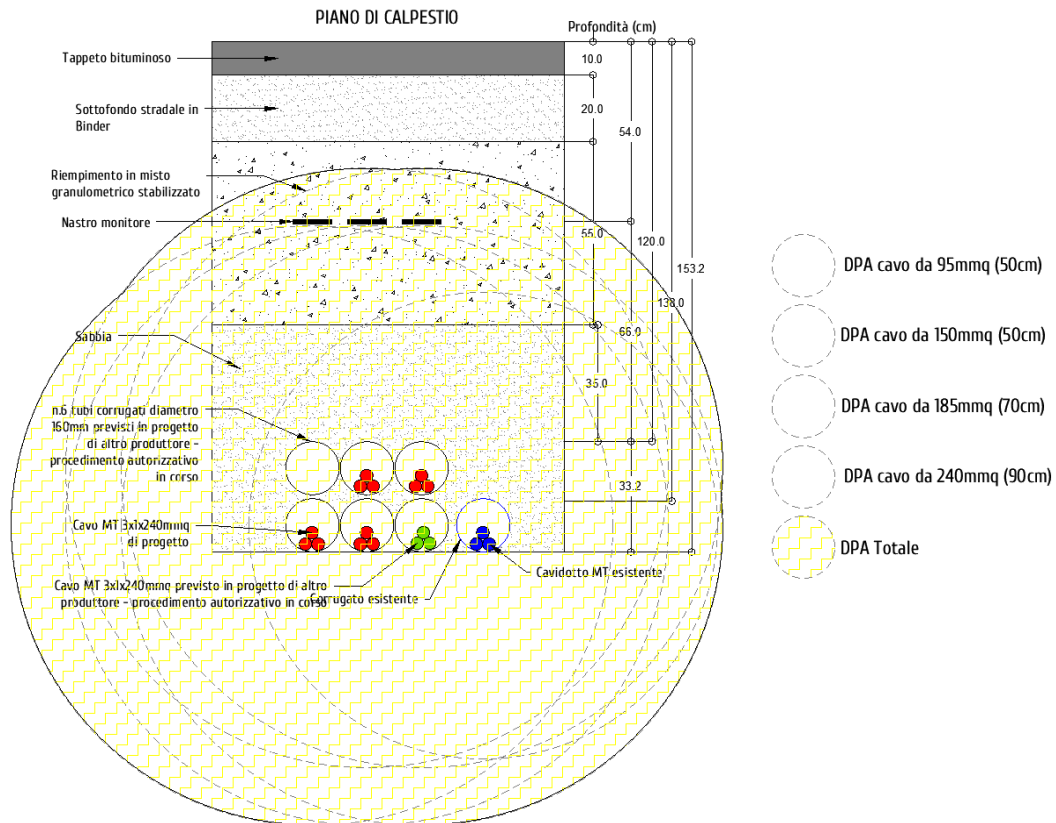 PIANO DI CALPESTIO
Profondità (cm)
Tappeto bituminoso
10.0
Sottofondo stradale in
Binder
20.0
54.0
Riempimento in misto
granulometrico stabilizzato
Nastro monitore
55.0
120.0
153.2
138.0
DPA cavo da 95mmq (50cm)
DPA cavo da 150mmq (50cm)
DPA cavo da 185mmq (70cm)
DPA cavo da 240mmq (90cm)
DPA Totale
Sabbia
66.0
35.0
n.6 tubi corrugati diametro
160mm previsti in progetto
di altro produttore -
procedimento autorizzativo
in corso
33.2
Cavo MT 3x1x240mmq
di progetto
Cavidotto MT esistente
Cavo MT 3x1x240mmq previsto in progetto di altro
produttore - procedimento autorizzativo in corso
Corrugato esistente